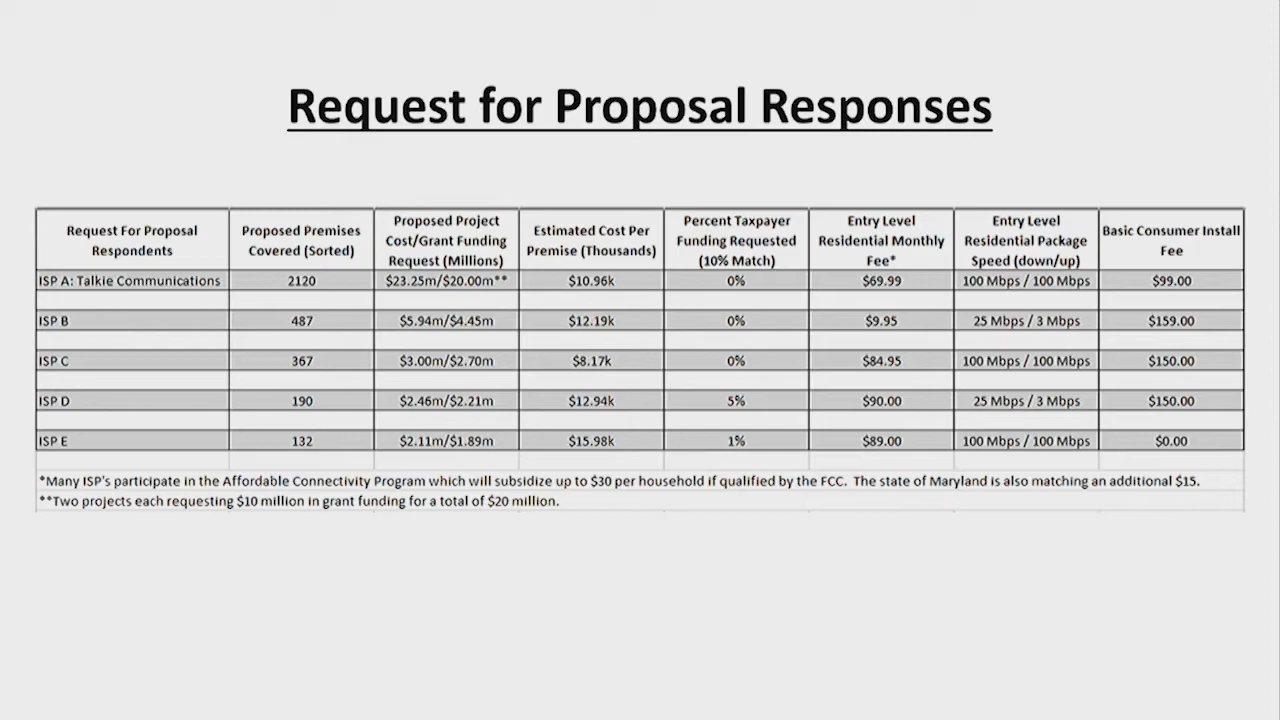 Request for Proposal Responses
Request For Proposal Respondents | Proposed Premises Covered (Sorted) | Proposed Project Cost/Grant Funding Request (Millions) | Estimated Cost Per Premise (Thousands) | Percent Taxpayer Funding Requested (10% Match) | Entry Level Residential Monthly Fee* | Entry Level Residential Package Speed (down/up) | Basic Consumer Install Fee
ISP A: Talkie Communications | 2120 | $23.25m/$20.00m** | $10.96k | 0% | $69.99 | 100 Mbps / 100 Mbps | $99.00
ISP B | 487 | $5.94m/$4.45m | $12.19k | 0% | $9.95 | 25 Mbps / 3 Mbps | $159.00
ISP C | 367 | $3.00m/$2.70m | $8.17k | 0% | $84.95 | 100 Mbps / 100 Mbps | $150.00
ISP D | 190 | $2.46m/$2.21m | $12.94k | 5% | $90.00 | 25 Mbps / 3 Mbps | $150.00
ISP E | 132 | $2.11m/$1.89m | $15.98k | 1% | $89.00 | 100 Mbps / 100 Mbps | $0.00
*Many ISP's participate in the Affordable Connectivity Program which will subsidize up to $30 per household if qualified by the FCC. The state of Maryland is also matching an additional $15.
**Two projects each requesting $10 million in grant funding for a total of $20 million.